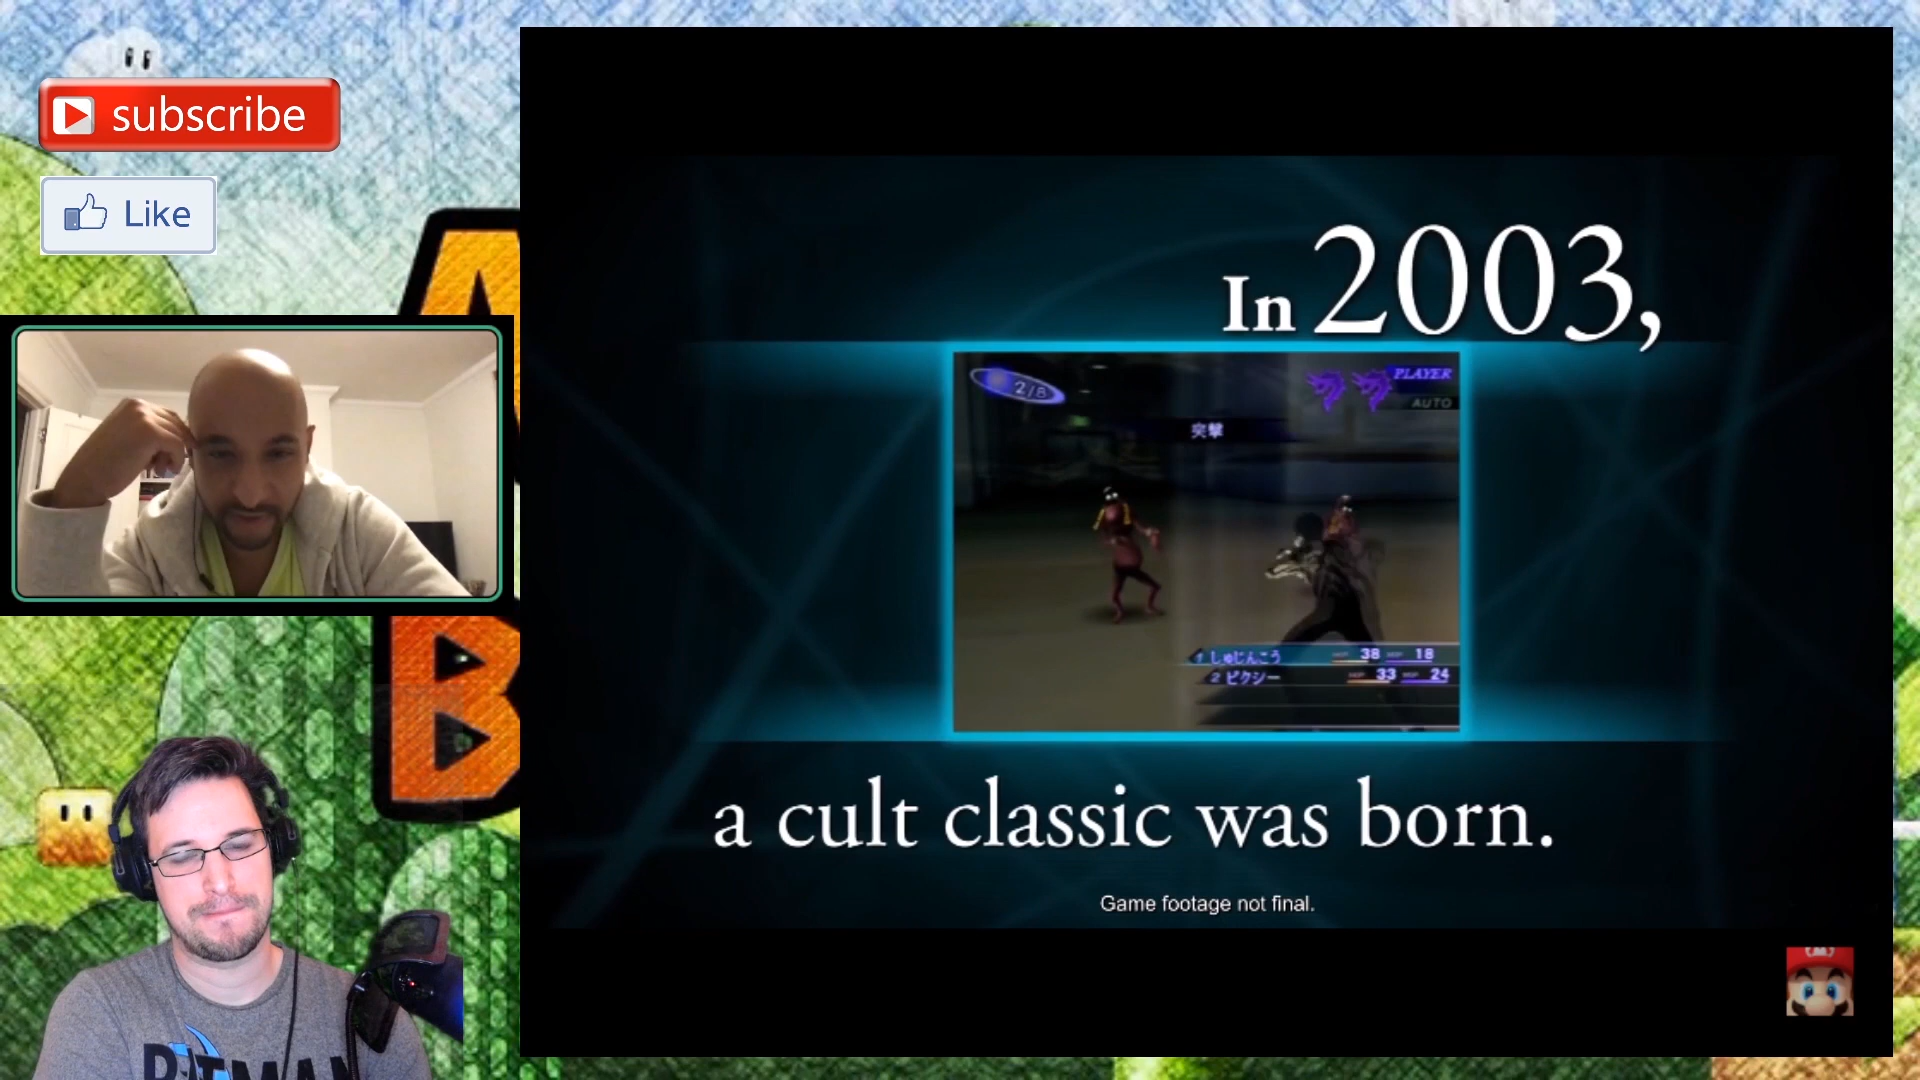 subscribe
Like
In 2003,
2/8
PLAYER
AUTO
突撃
1 しゅじんこう 38 18
2 ピクシー 33 24
a cult classic was born.
Game footage not final.
A
B
BATMAN
M